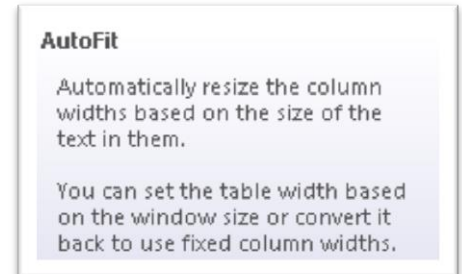 AutoFit
Automatically resize the column
widths based on the size of the
text in them.
You can set the table width based
on the window size or convert it
back to use fixed column widths.